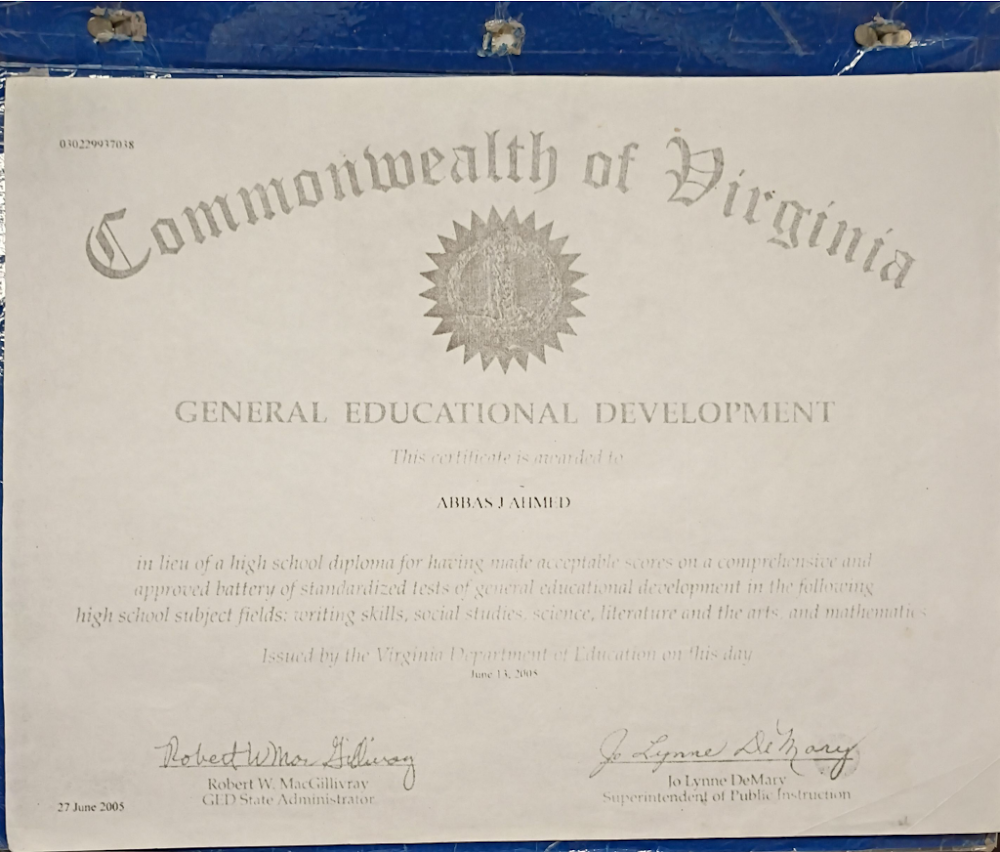 030229937038
Commonwealth of Virginia
GENERAL EDUCATIONAL DEVELOPMENT
This certificate is awarded to
ABBAS J AHMED
in lieu of a high school diploma for having made acceptable scores on a comprehensive and
approved battery of standardized tests of general educational development in the following
high school subject fields: writing skills, social studies, science, literature and the arts, and mathematics
Issued by the Virginia Department of Education on this day
June 13, 2005
Robert W Mac Gillivray
Jo Lynne DeMary
Robert W. MacGillivray
Jo Lynne DeMary
GED State Administrator
Superintendent of Public Instruction
27 June 2005